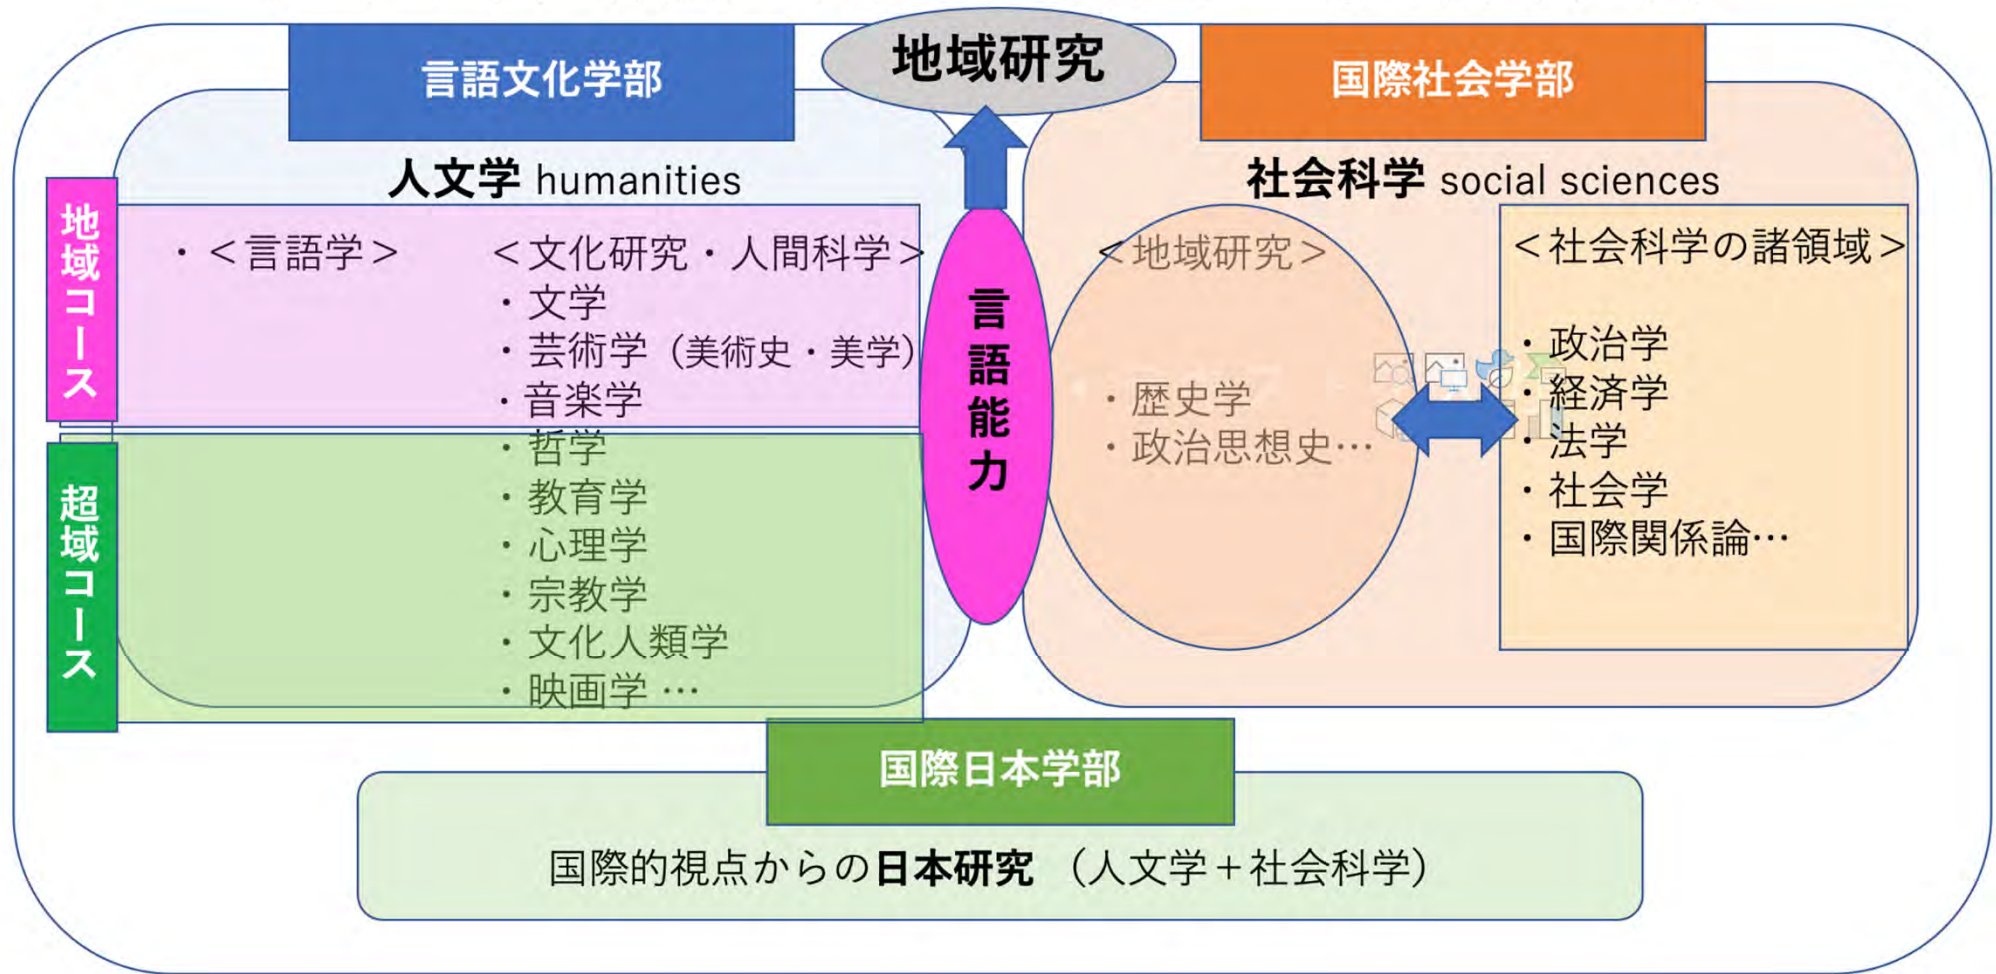 地域研究
言語文化学部
国際社会学部
人文学 humanities
社会科学 social sciences
地域コース
・＜言語学＞
＜文化研究・人間科学＞
・文学
・芸術学（美術史・美学）
・音楽学
・哲学
・教育学
・心理学
・宗教学
・文化人類学
・映画学 …
超域コース
言語能力
＜地域研究＞
・歴史学
・政治思想史…
＜社会科学の諸領域＞
・政治学
・経済学
・法学
・社会学
・国際関係論…
国際日本学部
国際的視点からの日本研究 （人文学＋社会科学）